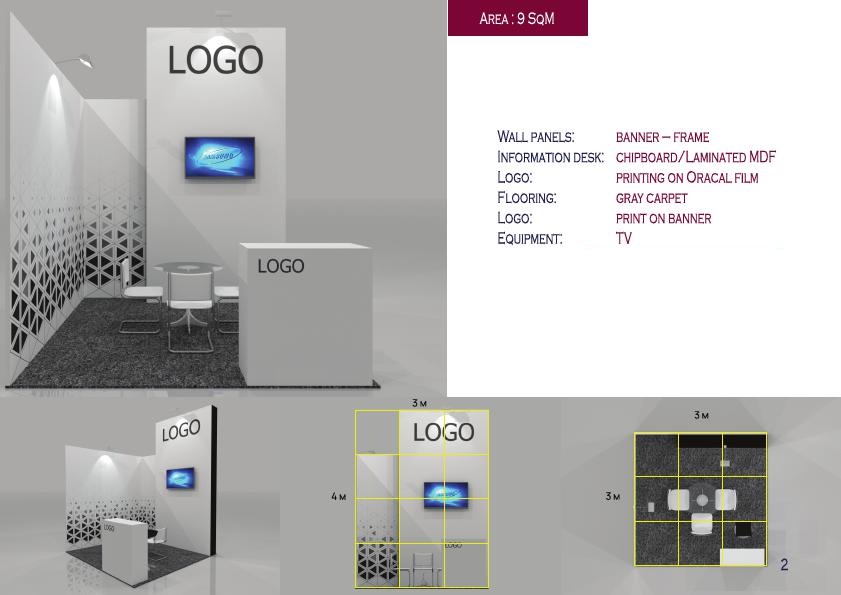 LOGO
SAMSUNG
LOGO
Area : 9 SqM
Wall panels: banner – frame
Information desk: chipboard/Laminated MDF
Logo: printing on Oracal film
Flooring: gray carpet
Logo: print on banner
Equipment: TV
LOGO
LOGO
3 м
4 м
LOGO
LOGO
3 м
3 м
2